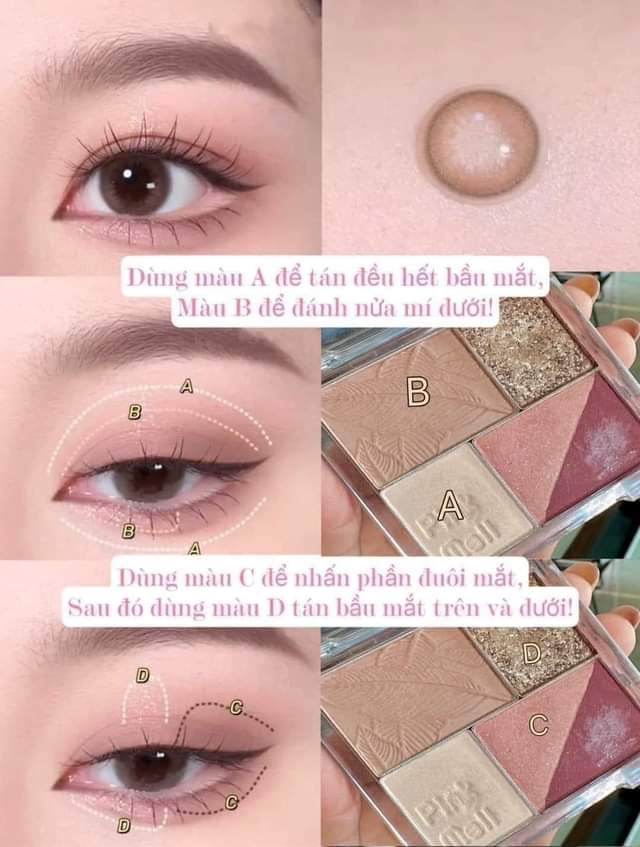 Dùng màu A để tán đều hết bầu mắt,
Màu B để đánh nửa mí dưới!
A
B
B
A
B
A
Pink
Mall
Dùng màu C để nhấn phần đuôi mắt,
Sau đó dùng màu D tán bầu mắt trên và dưới!
D
C
C
D
D
C
Pink
Mall